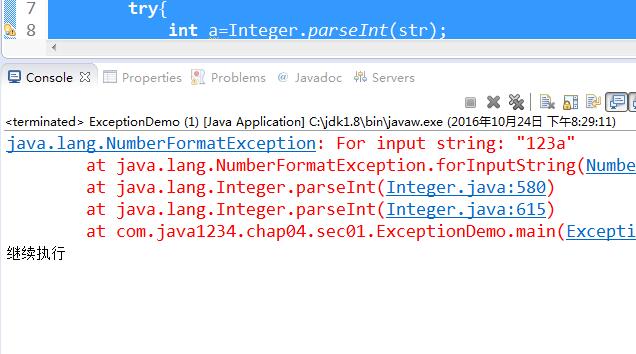 7 try{
8 int a=Integer.parseInt(str);
Console Properties Problems @ Javadoc Servers
<terminated> ExceptionDemo (1) [Java Application] C:\jdk1.8\bin\javaw.exe (2016年10月24日 下午8:29:11)
java.lang.NumberFormatException: For input string: "123a"
at java.lang.NumberFormatException.forInputString(Numbe
at java.lang.Integer.parseInt(Integer.java:580)
at java.lang.Integer.parseInt(Integer.java:615)
at com.java1234.chap04.sec01.ExceptionDemo.main(Excepti
继续执行